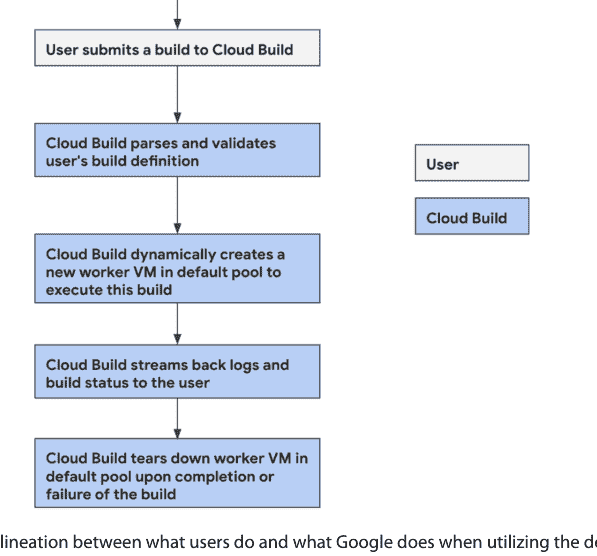 User submits a build to Cloud Build
Cloud Build parses and validates
user's build definition
User
Cloud Build
Cloud Build dynamically creates a
new worker VM in default pool to
execute this build
Cloud Build streams back logs and
build status to the user
Cloud Build tears down worker VM in
default pool upon completion or
failure of the build
lineation between what users do and what Google does when utilizing the de